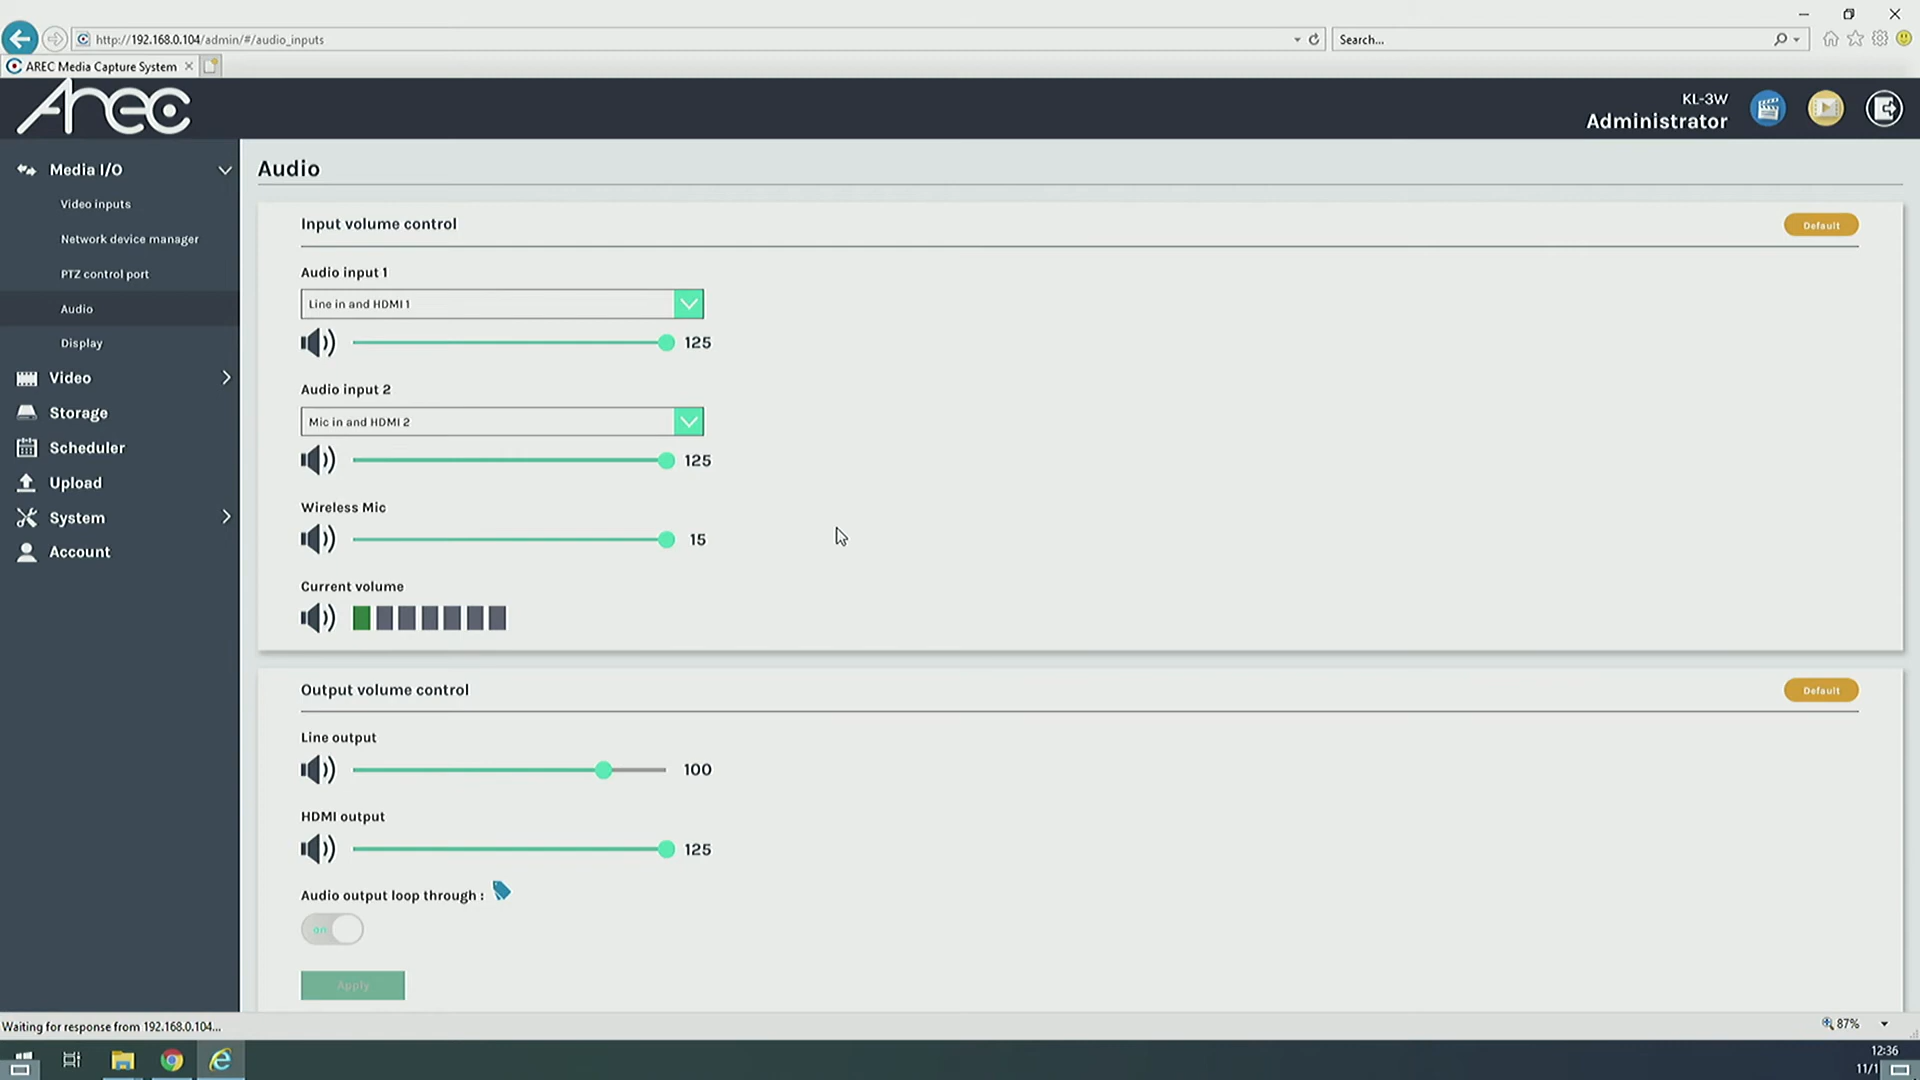 http://192.168.0.104/admin/#/audio_inputs
Search...
AREC Media Capture System
Arec
KL-3W
Administrator
Media I/O
Video inputs
Network device manager
PTZ control port
Audio
Display
Video
Storage
Scheduler
Upload
System
Account
Audio
Input volume control
Default
Audio input 1
Line in and HDMI 1
125
Audio input 2
Mic in and HDMI 2
125
Wireless Mic
15
Current volume
Output volume control
Default
Line output
100
HDMI output
125
Audio output loop through :
on
Apply
Waiting for response from 192.168.0.104...
87%
12:36